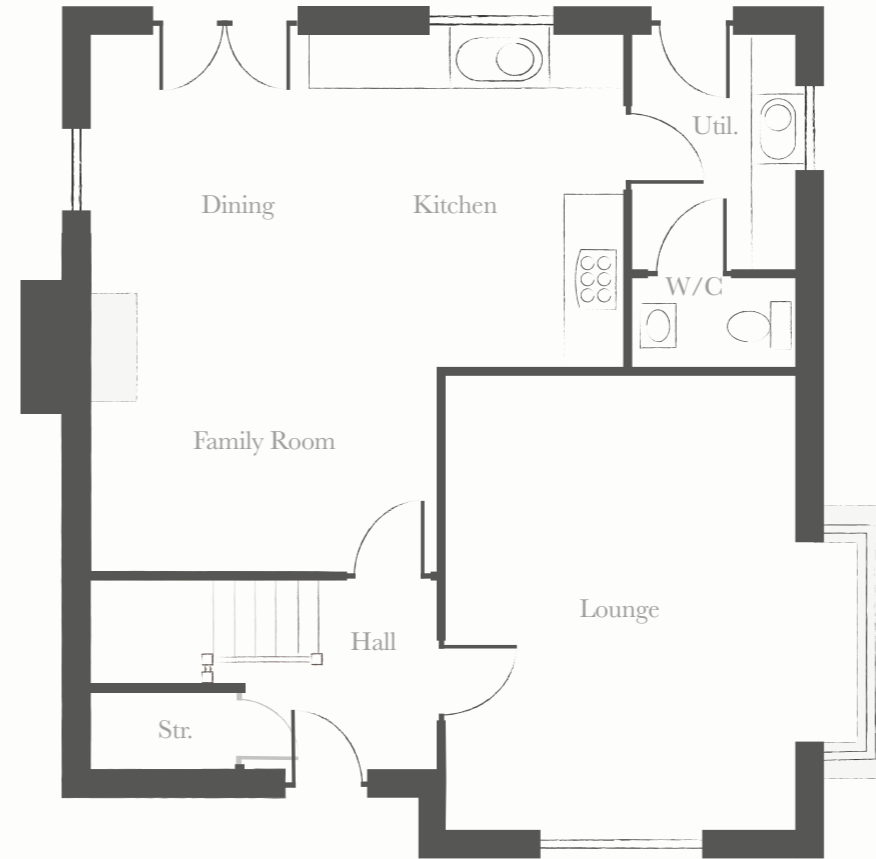 Util.
Dining
Kitchen
W/C
Family Room
Lounge
Hall
Str.